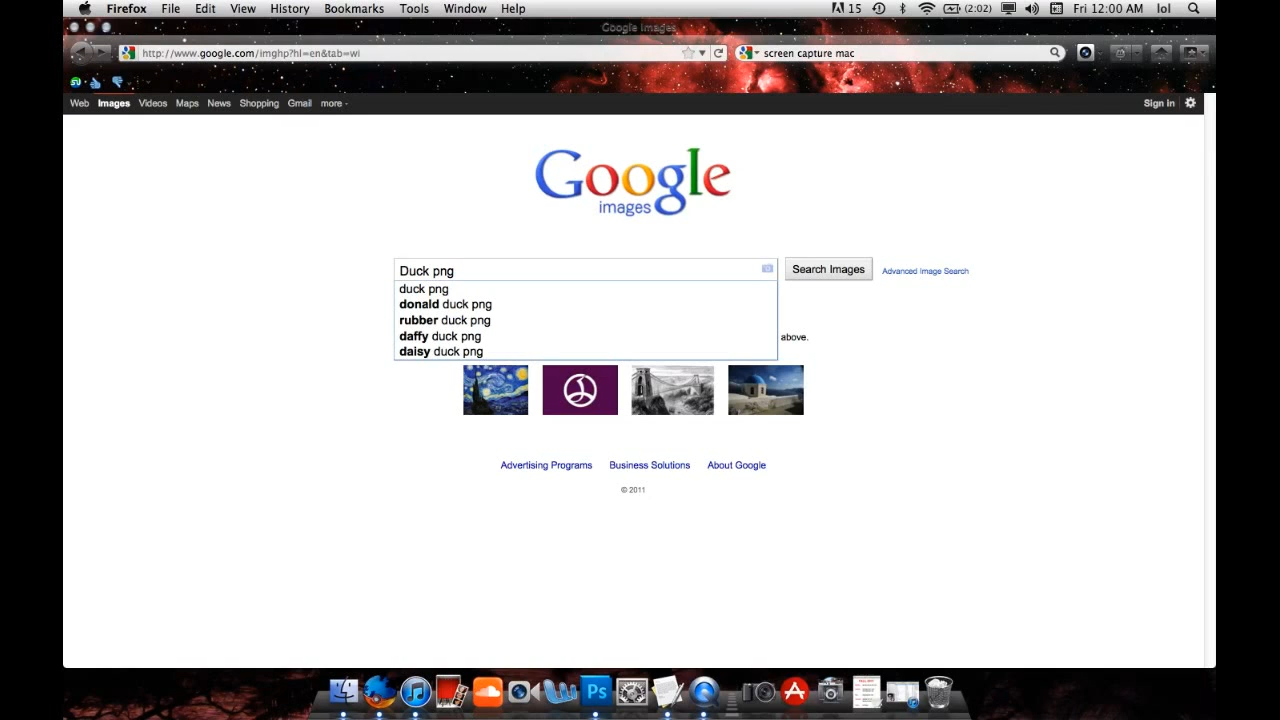 Firefox File Edit View History Bookmarks Tools Window Help 15 (2:02) Fri 12:00 AM lol
Google Images
http://www.google.com/imghp?hl=en&tab=wi screen capture mac
Web Images Videos Maps News Shopping Gmail more Sign in
Google
images
Duck png Search Images Advanced Image Search
duck png
donald duck png
rubber duck png
daffy duck png above.
daisy duck png
Advertising Programs Business Solutions About Google
© 2011
Ps